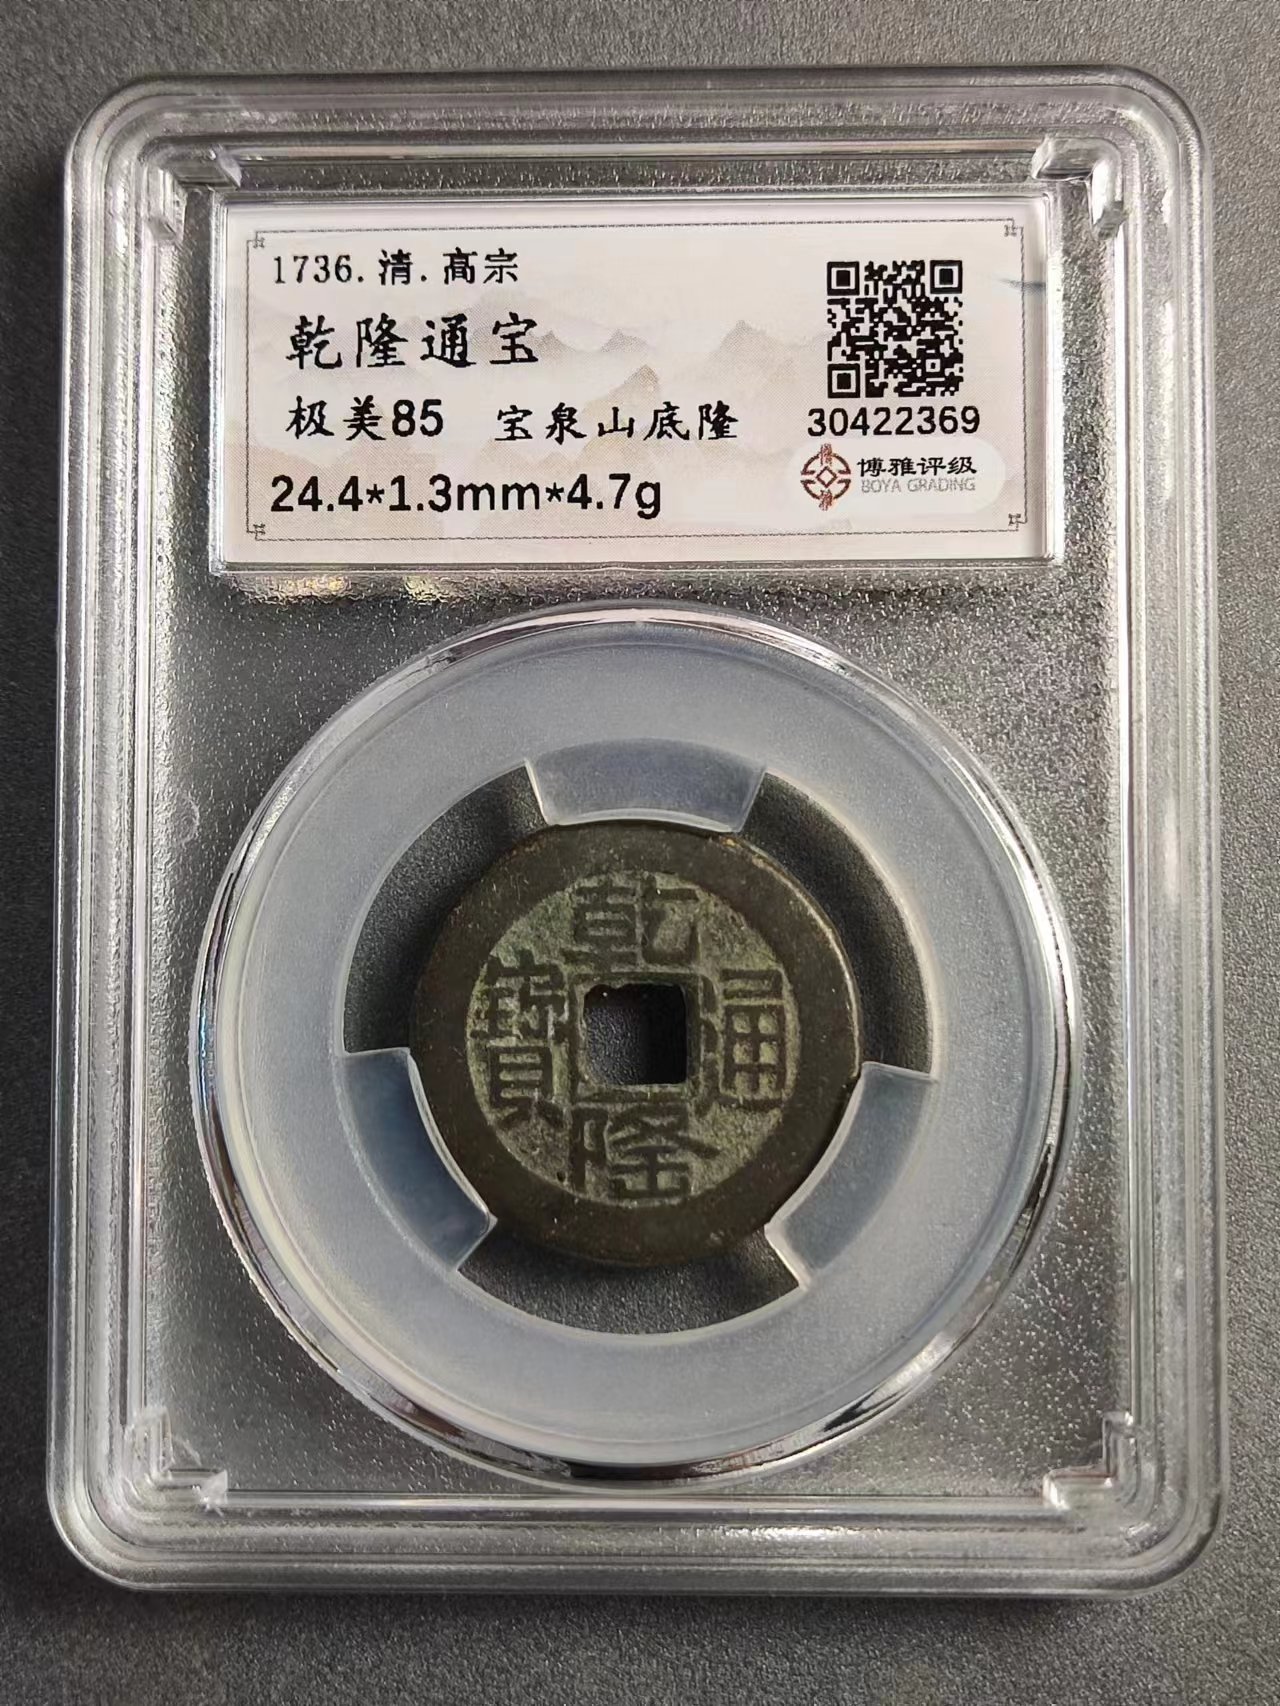 1736.清.高宗
乾隆通宝
极美85 宝泉山底隆
24.4*1.3mm*4.7g
30422369
博雅评级
BOYA GRADING
乾
寶 通
隆